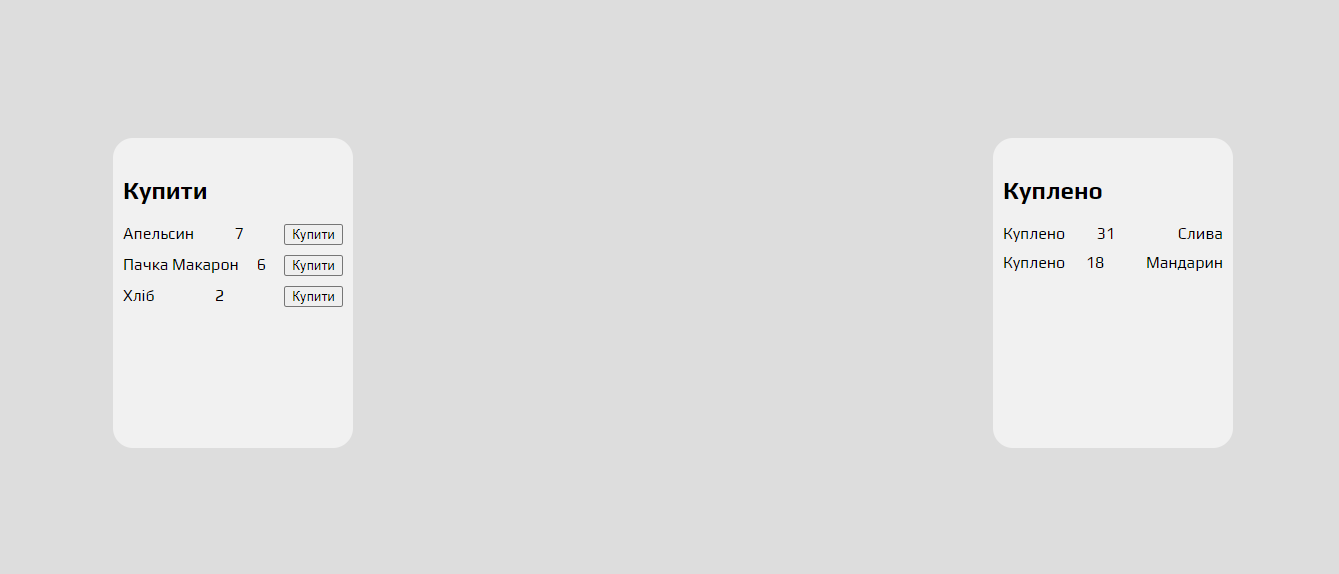 Купити
Апельсин 7 Купити
Пачка Макарон 6 Купити
Хліб 2 Купити
Куплено
Куплено 31 Слива
Куплено 18 Мандарин